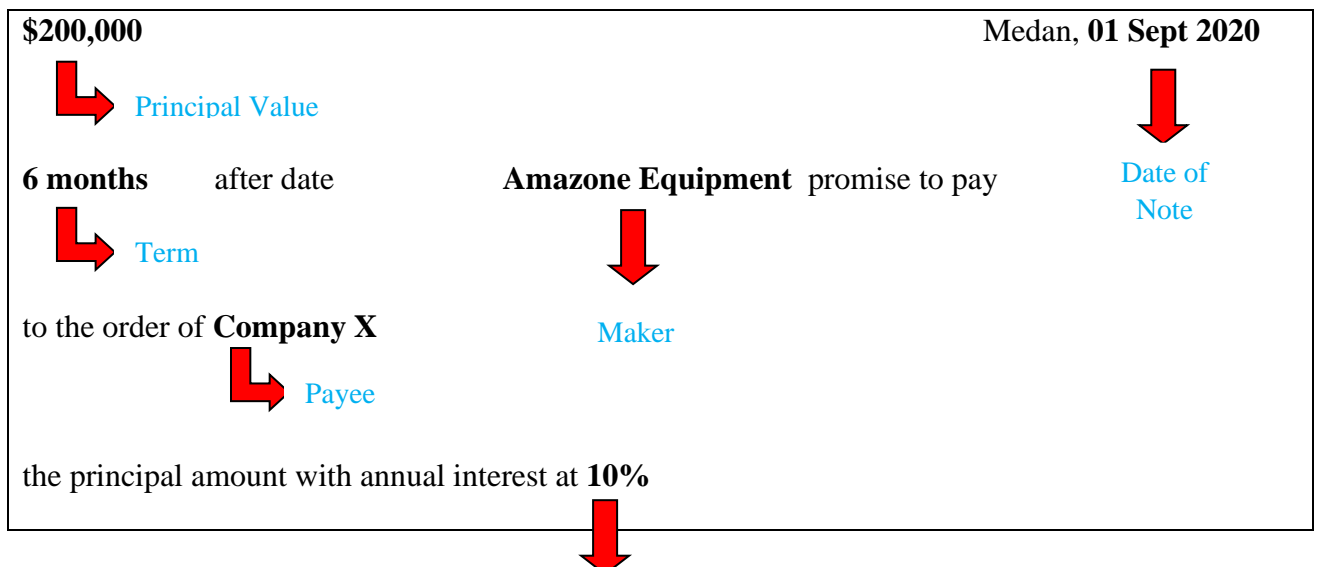 $200,000 Medan, 01 Sept 2020
Principal Value
6 months after date Amazone Equipment promise to pay Date of
Note
Term
to the order of Company X Maker
Payee
the principal amount with annual interest at 10%